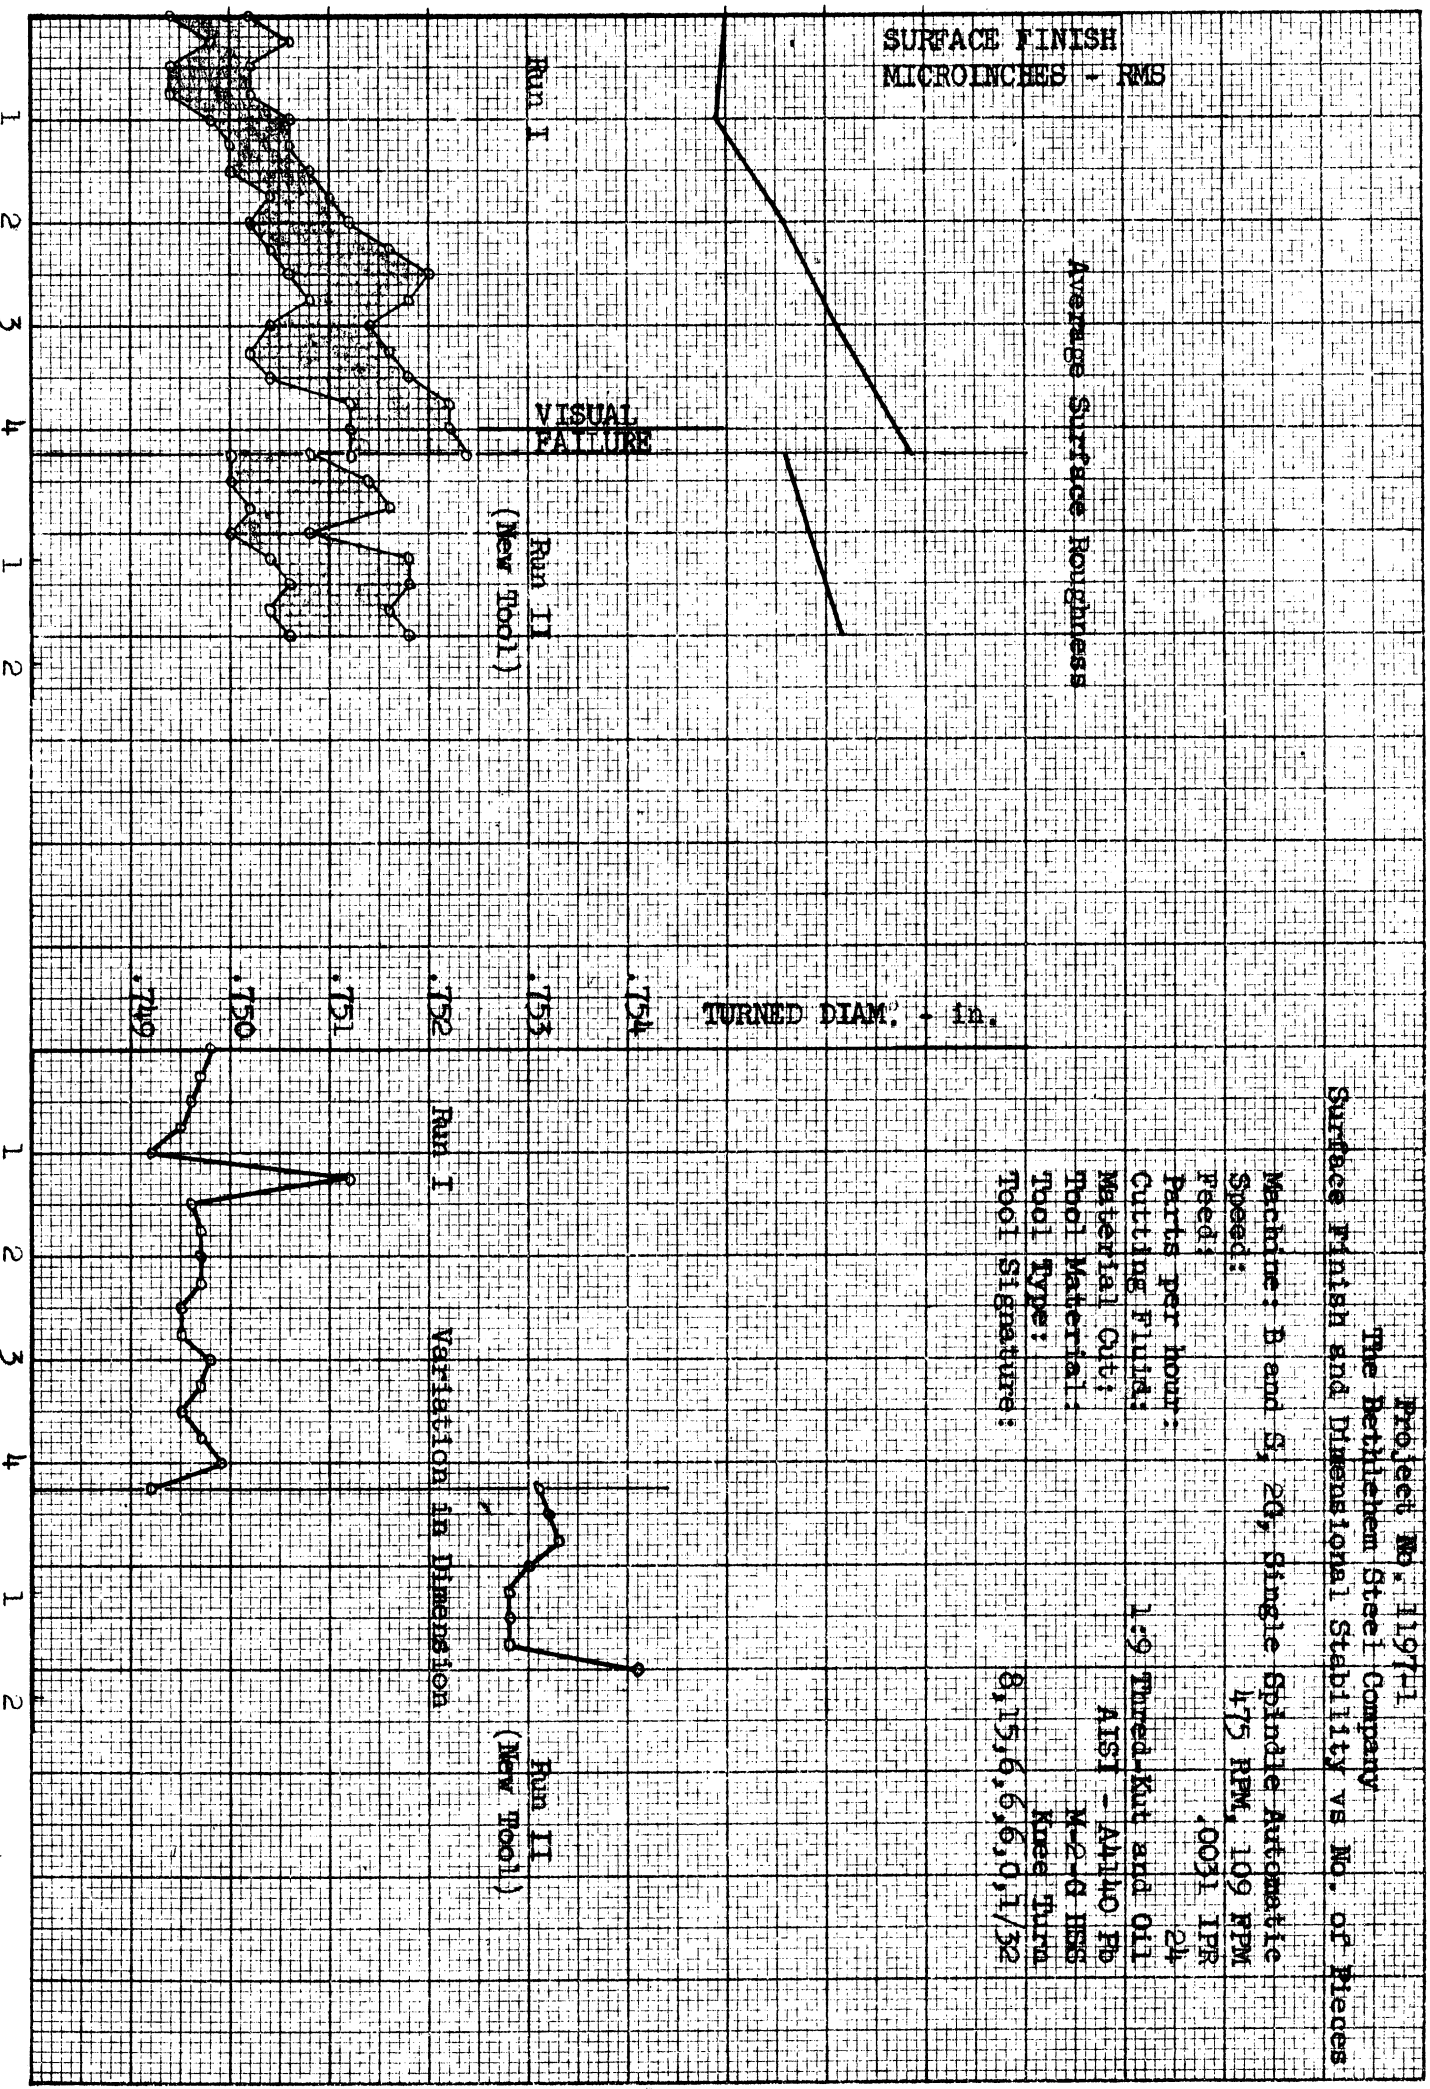 Project No. 1197-1
The Bethlehem Steel Company
Surface Finish and Dimensional Stability vs No. of Pieces
Machine: B and S, 2G, Single Spindle Automatic
Speed: 475 RPM, 109 FPM
Feed: .0031 IPR
Parts per hour: 24
Cutting Fluid: 1:9 Thred-Kut and Oil
Material Cut: AISI - A4140 Pb
Tool Material: M-2-G HSS
Tool Type: Knee Turn
Tool Signature: 8,15,6,6,6,0,1/32
SURFACE FINISH
MICROINCHES - RMS
Average Surface Roughness
Run I
VISUAL
FAILURE
Run II
(New Tool)
1 2 3 4 1 2
TURNED DIAM. - in.
.754
.753
.752
.751
.750
.749
Run I
Variation in Dimension
Run II
(New Tool)
1 2 3 4 1 2